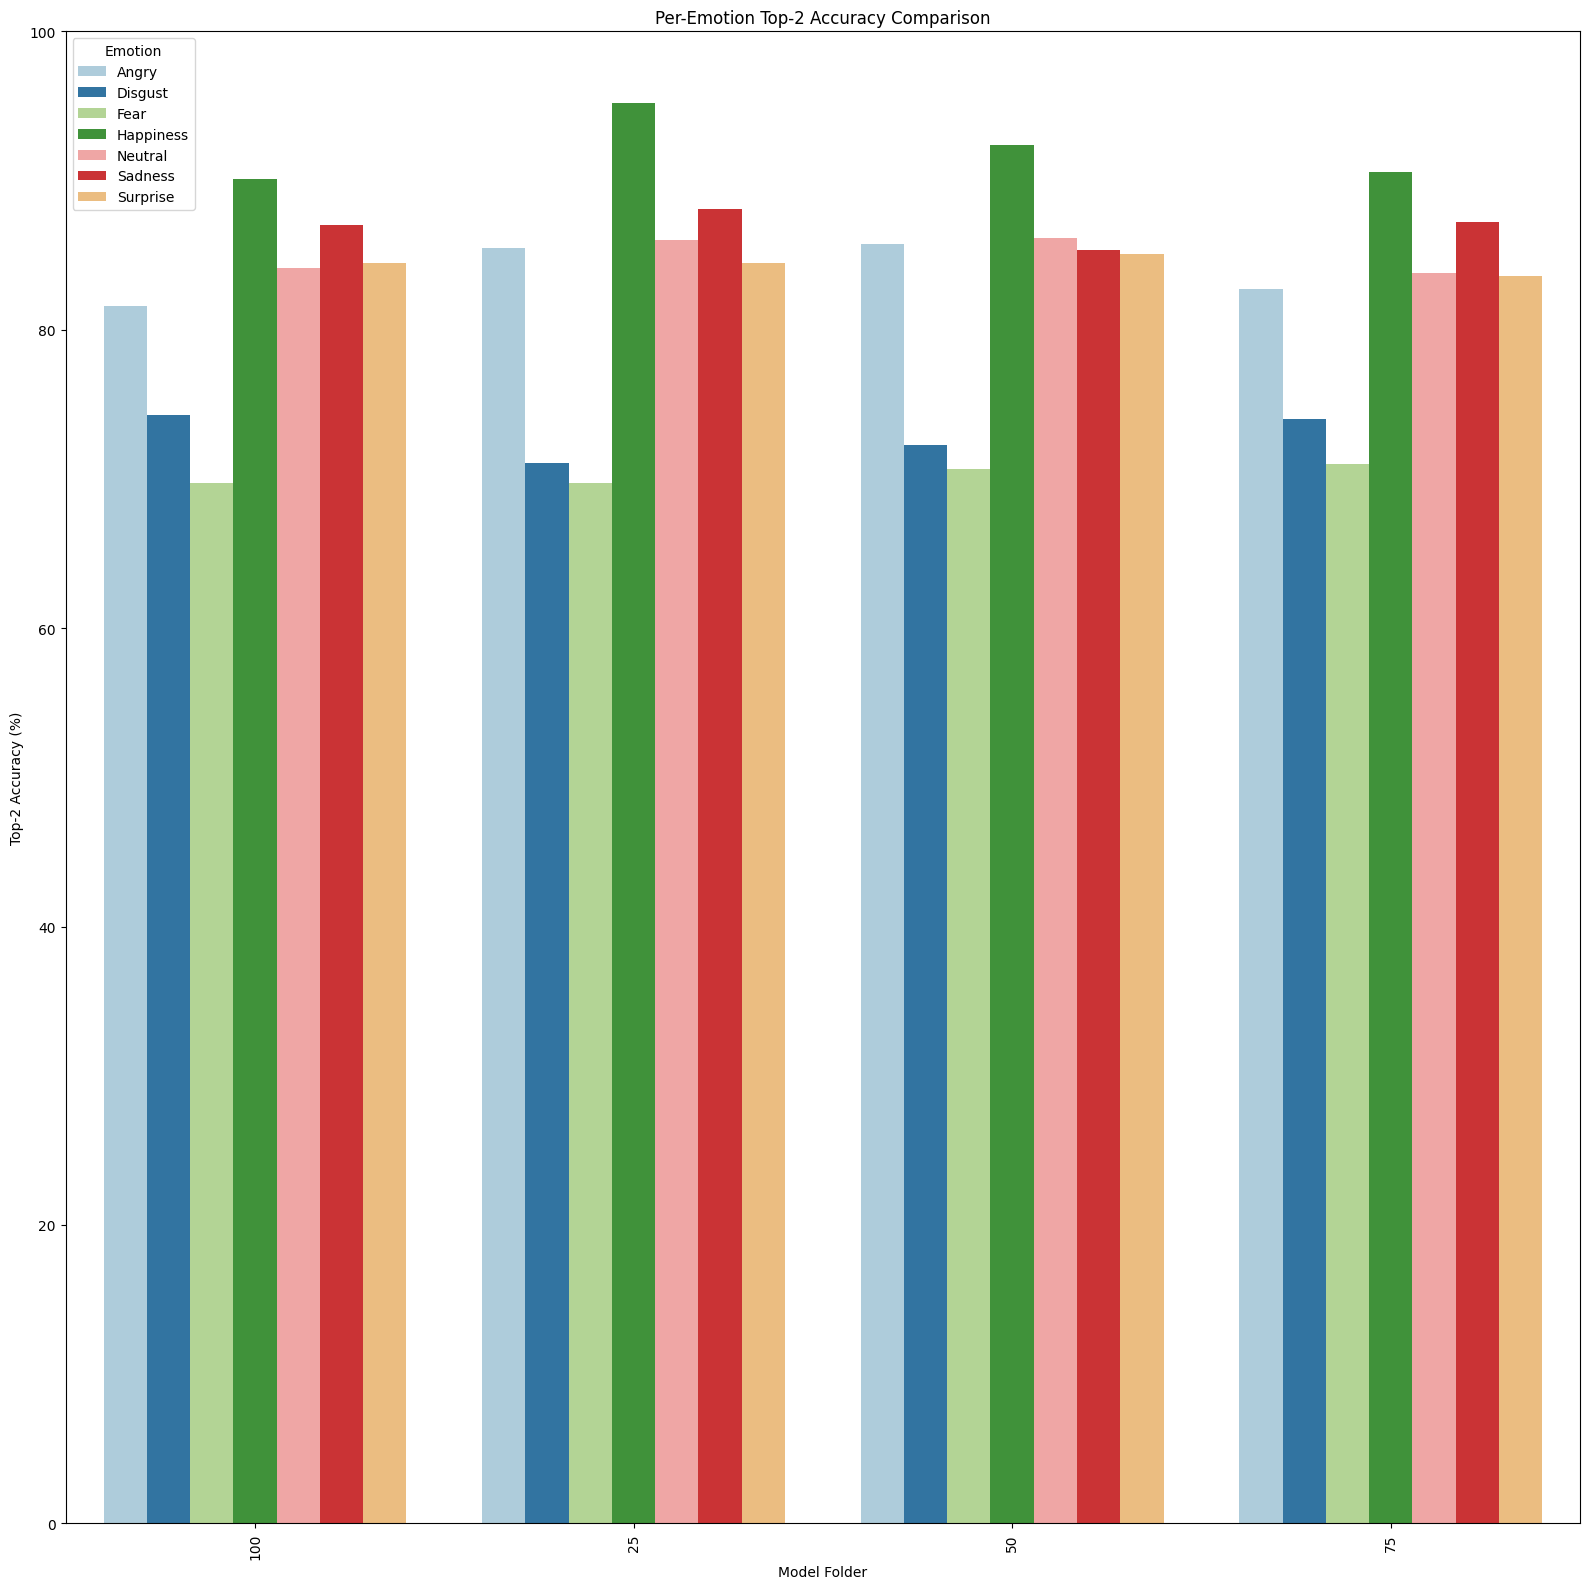 Per-Emotion Top-2 Accuracy Comparison
Emotion
Angry
Disgust
Fear
Happiness
Neutral
Sadness
Surprise
Top-2 Accuracy (%)
100
80
60
40
20
0
100
25
50
75
Model Folder